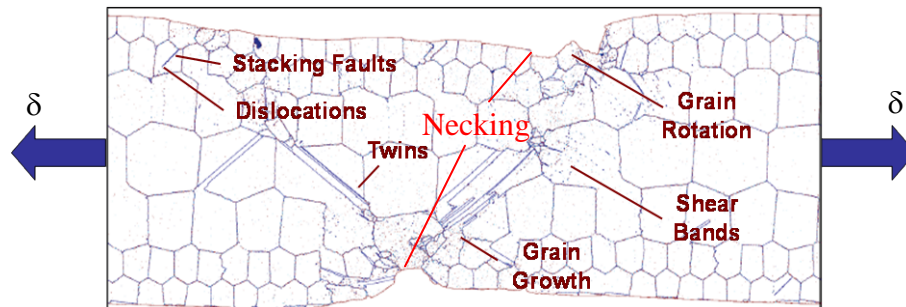 Stacking Faults
Dislocations
δ
δ
Necking
Grain
Rotation
Twins
Shear
Bands
Grain
Growth